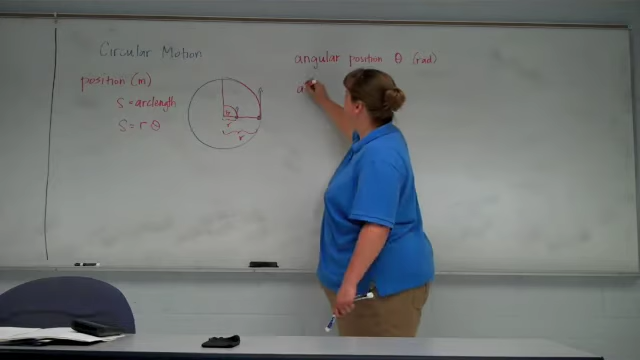 Circular Motion
position (m)
S = arclength
S = r θ
r
r
angular position θ (rad)
a